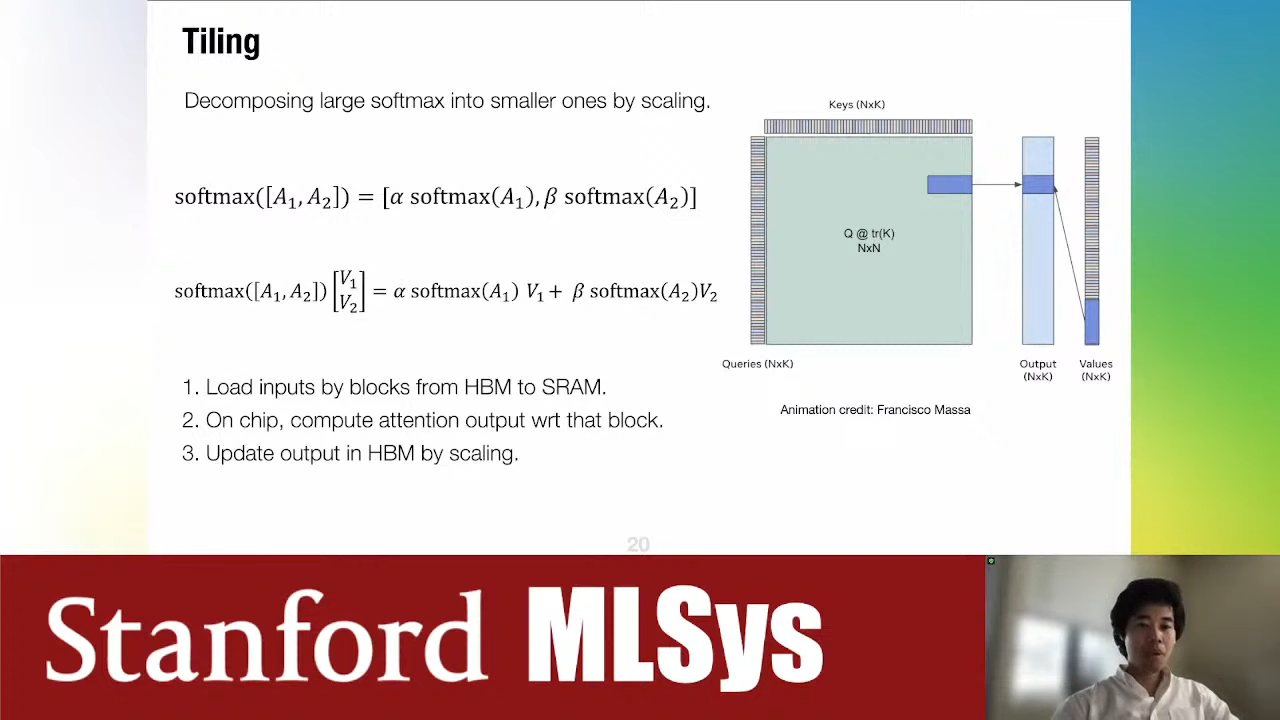 Tiling
Decomposing large softmax into smaller ones by scaling.
softmax([A₁, A₂]) = [α softmax(A₁), β softmax(A₂)]
softmax([A₁, A₂]) [V₁ V₂] = α softmax(A₁) V₁ + β softmax(A₂)V₂
1. Load inputs by blocks from HBM to SRAM.
2. On chip, compute attention output wrt that block.
3. Update output in HBM by scaling.
Keys (NxK)
Q @ tr(K)
NxN
Queries (NxK)
Output
(NxK)
Values
(NxK)
Animation credit: Francisco Massa
20
Stanford MLSys